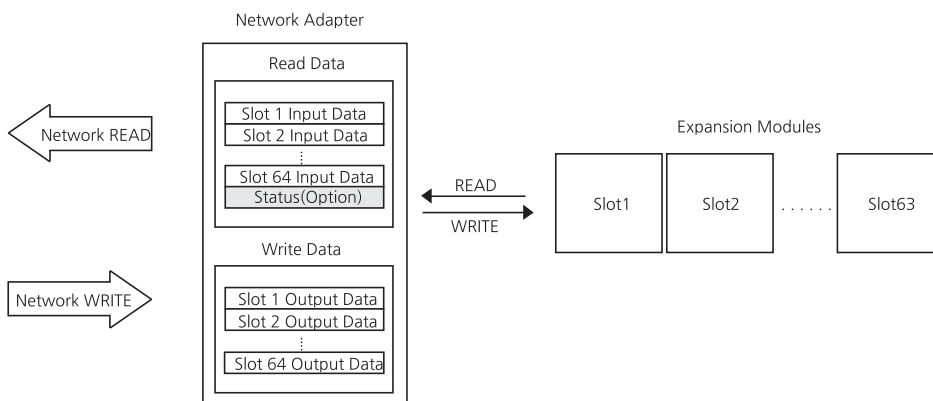 Network Adapter
Read Data
Slot 1 Input Data
Slot 2 Input Data
Slot 64 Input Data
Status(Option)
Write Data
Slot 1 Output Data
Slot 2 Output Data
Slot 64 Output Data
Network READ
Network WRITE
READ
WRITE
Expansion Modules
Slot1
Slot2
......
Slot63